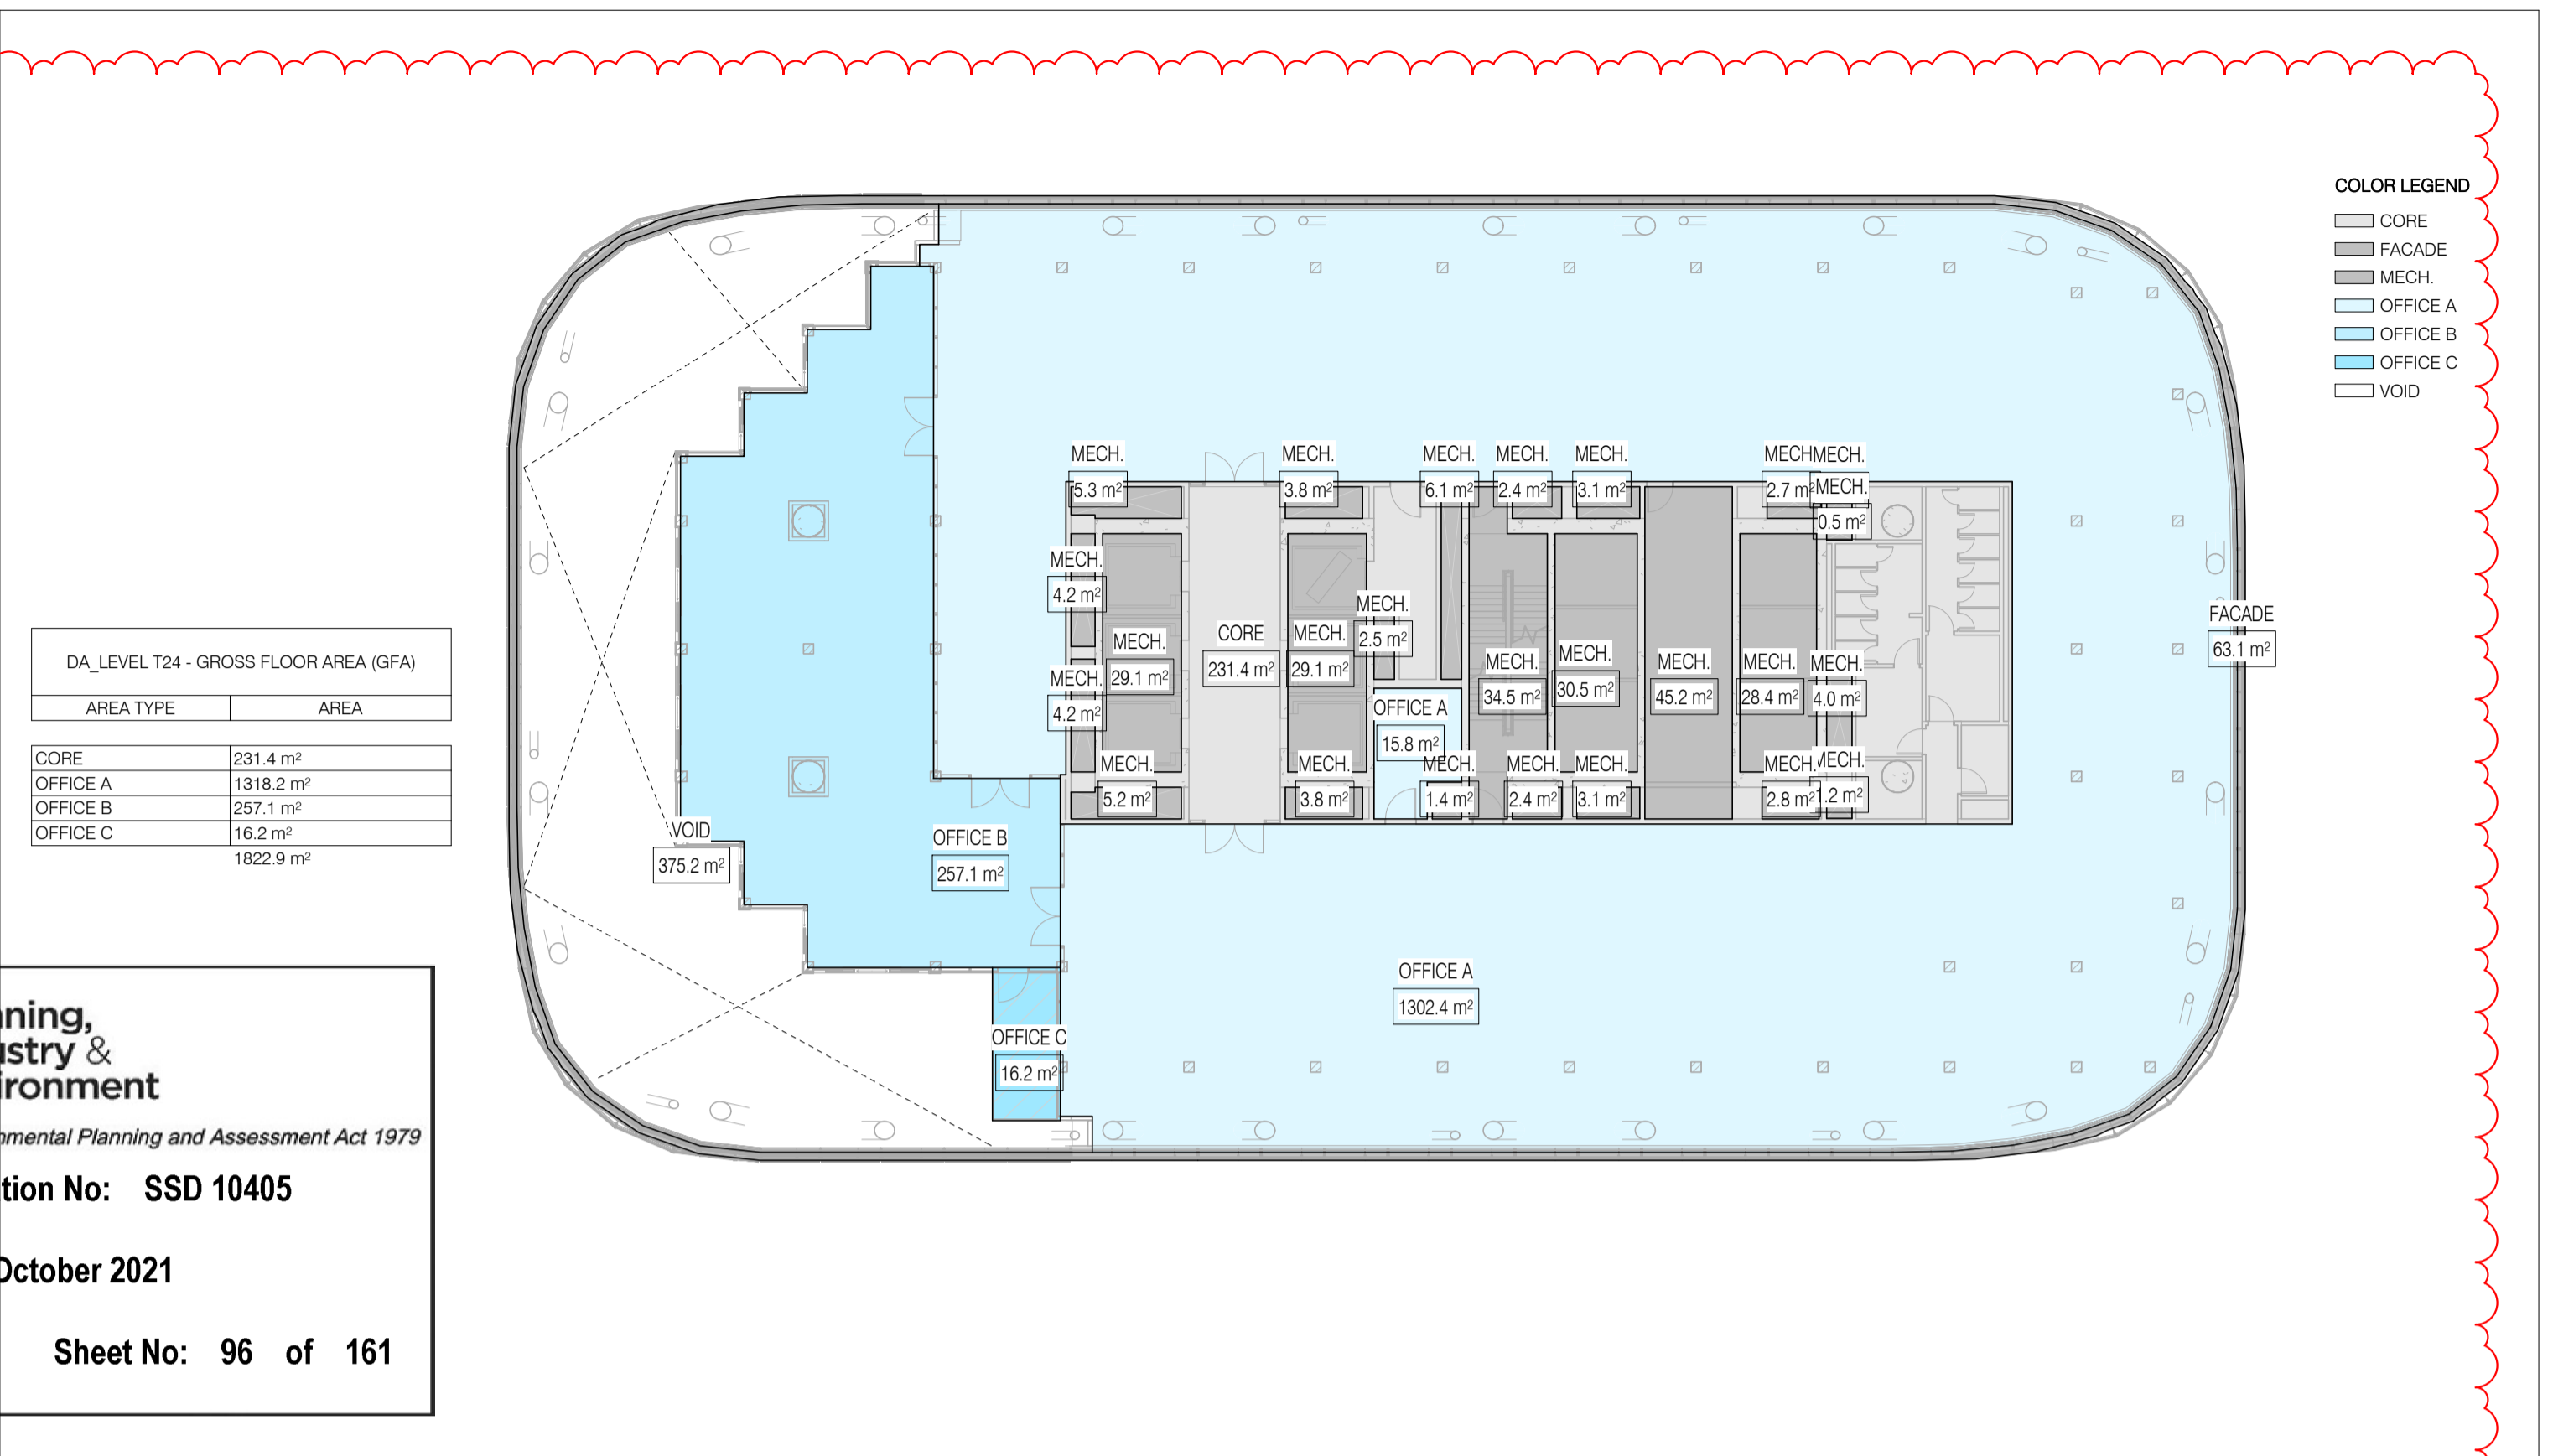 COLOR LEGEND
CORE
FACADE
MECH.
OFFICE A
OFFICE B
OFFICE C
VOID
MECH.
5.3 m²
MECH.
3.8 m²
MECH.
6.1 m²
MECH.
2.4 m²
MECH.
3.1 m²
MECH.
2.7 m²
MECH.
MECH.
0.5 m²
MECH.
4.2 m²
MECH.
4.2 m²
MECH.
29.1 m²
CORE
231.4 m²
MECH.
29.1 m²
MECH.
2.5 m²
OFFICE A
15.8 m²
MECH.
34.5 m²
MECH.
30.5 m²
MECH.
45.2 m²
MECH.
28.4 m²
MECH.
4.0 m²
FACADE
63.1 m²
MECH.
5.2 m²
MECH.
3.8 m²
MECH.
1.4 m²
MECH.
2.4 m²
MECH.
3.1 m²
MECH.
2.8 m²
MECH.
.2 m²
VOID
375.2 m²
OFFICE B
257.1 m²
OFFICE A
1302.4 m²
OFFICE C
16.2 m²
DA_LEVEL T24 - GROSS FLOOR AREA (GFA)
AREA TYPE AREA
CORE 231.4 m²
OFFICE A 1318.2 m²
OFFICE B 257.1 m²
OFFICE C 16.2 m²
1822.9 m²
ning,
ustry &
ironment
nmental Planning and Assessment Act 1979
tion No: SSD 10405
October 2021
Sheet No: 96 of 161